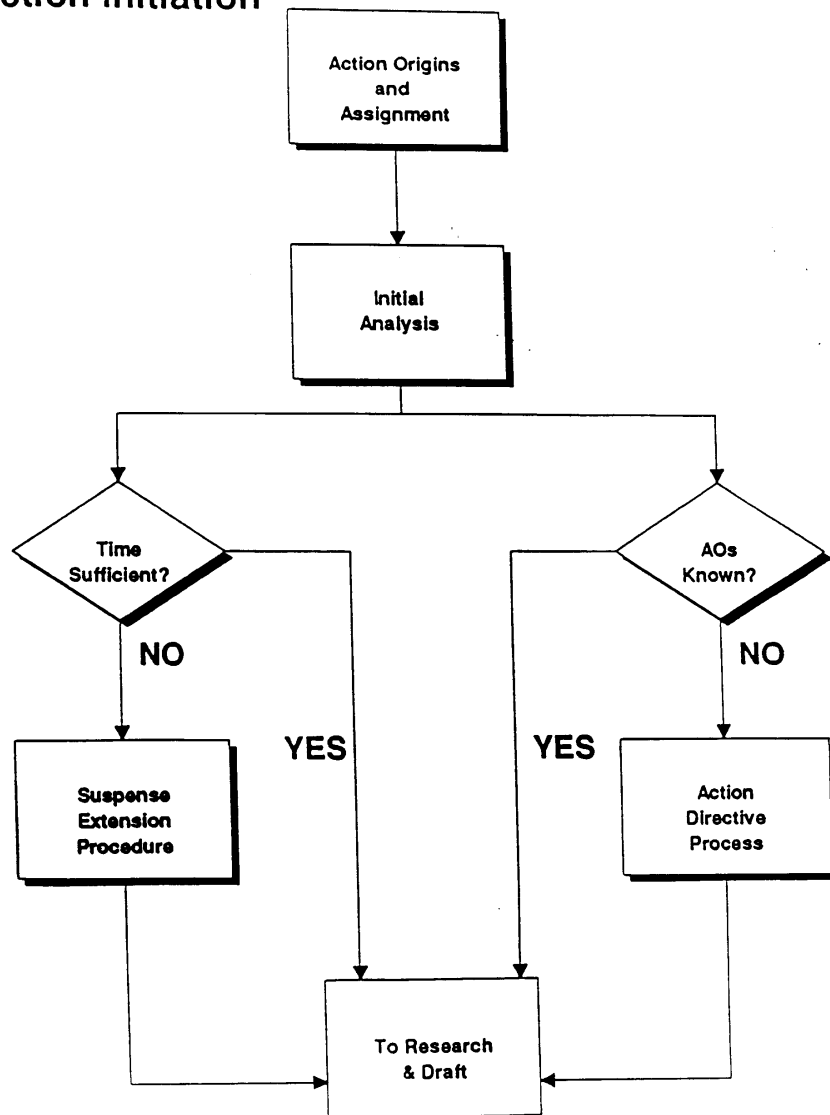 ction Initiation
Action Origins
and
Assignment
Initial
Analysis
Time
Sufficient?
AOs
Known?
NO
NO
YES
YES
Suspense
Extension
Procedure
Action
Directive
Process
To Research
& Draft